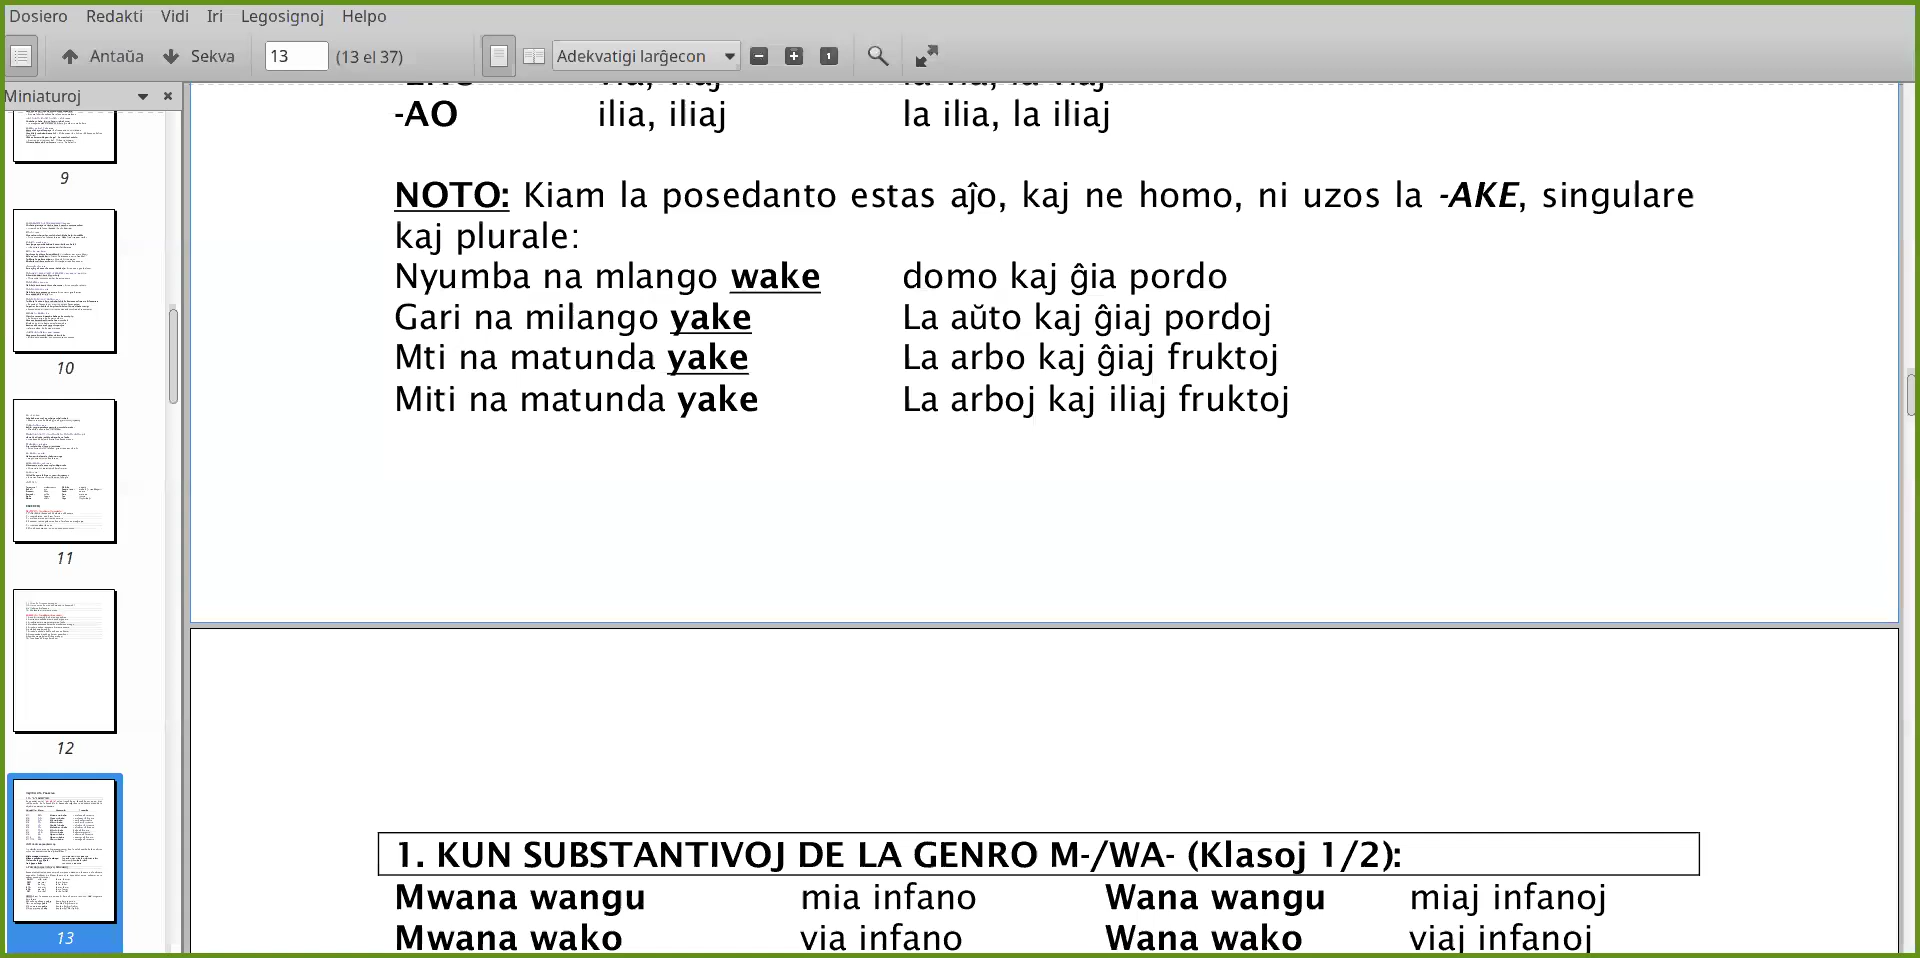 Dosiero Redakti Vidi Iri Legosignoj Helpo
Antaŭa Sekva 13 (13 el 37) Adekvatigi larĝecon
Miniaturoj
9
10
11
12
13
-AO ilia, iliaj la ilia, la iliaj
NOTO: Kiam la posedanto estas aĵo, kaj ne homo, ni uzos la -AKE, singulare
kaj plurale:
Nyumba na mlango wake domo kaj ĝia pordo
Gari na milango yake La aŭto kaj ĝiaj pordoj
Mti na matunda yake La arbo kaj ĝiaj fruktoj
Miti na matunda yake La arboj kaj iliaj fruktoj
1. KUN SUBSTANTIVOJ DE LA GENRO M-/WA- (Klasoj 1/2):
Mwana wangu mia infano Wana wangu miaj infanoj
Mwana wako via infano Wana wako viaj infanoj